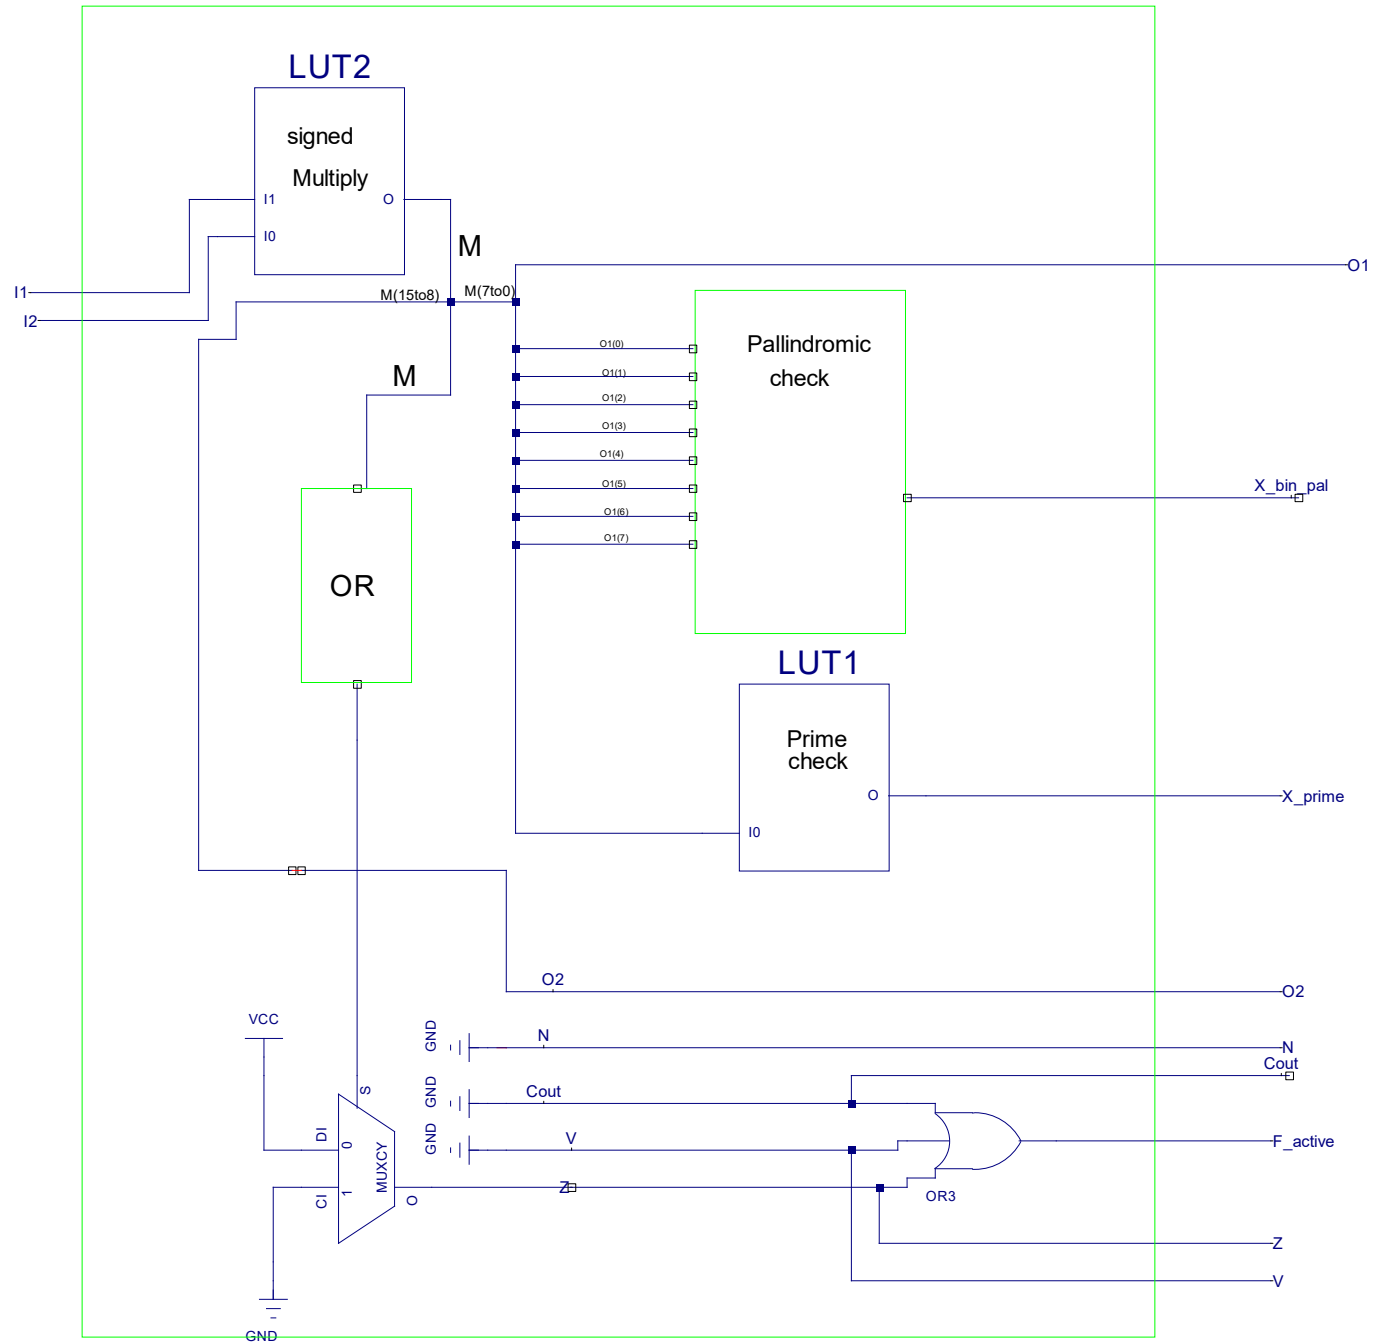 LUT2
signed
Multiply
I1
O
I0
M
I1
I2
M(15to8)
M(7to0)
O1
M
O1(0)
O1(1)
O1(2)
O1(3)
O1(4)
O1(5)
O1(6)
O1(7)
Pallindromic
check
X_bin_pal
OR
LUT1
Prime
check
O
I0
X_prime
O2
O2
VCC
GND
N
N
GND
Cout
Cout
GND
V
S
DI
0
MUXCY
CI
1
O
Z
OR3
F_active
Z
V
GND